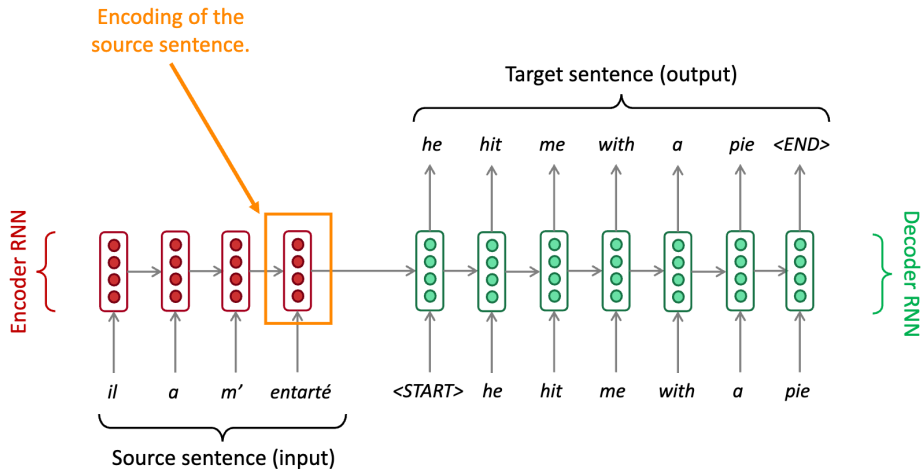 Encoding of the
source sentence.
Target sentence (output)
he hit me with a pie <END>
Encoder RNN
Decoder RNN
il a m’ entarté <START> he hit me with a pie
Source sentence (input)